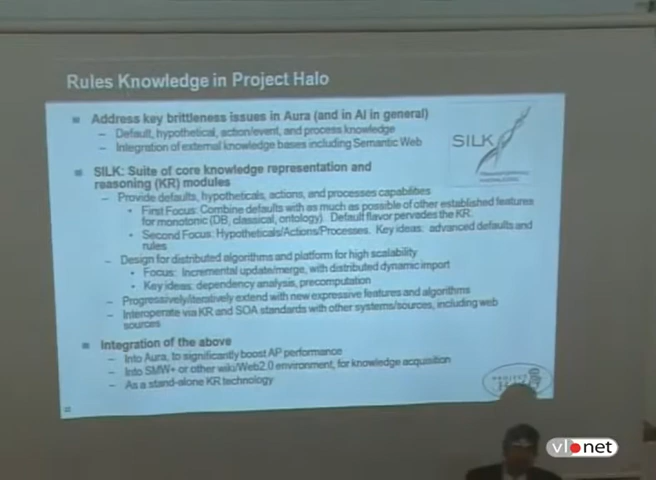 Rules Knowledge in Project Halo
Address key brittleness issues in Aura (and in AI in general)
– Default, hypothetical, action/event, and process knowledge
– Integration of external knowledge bases including Semantic Web
SILK
SILK: Suite of core knowledge representation and
reasoning (KR) modules
– Provide defaults, hypotheticals, actions, and processes capabilities
• First Focus: Combine defaults with as much as possible of other established features
for monotonic (DB, classical, ontology). Default flavor pervades the KR.
• Second Focus: Hypotheticals/Actions/Processes. Key ideas: advanced defaults and
rules
– Design for distributed algorithms and platform for high scalability
• Focus: Incremental update/merge, with distributed dynamic import
• Key ideas: dependency analysis, precomputation
– Progressively/iteratively extend with new expressive features and algorithms
– Interoperate via KR and SOA standards with other systems/sources, including web
sources
Integration of the above
– Into Aura, to significantly boost AP performance
– Into SMW+ or other wiki/Web2.0 environment, for knowledge acquisition
– As a stand-alone KR technology
PROJECT
vl net